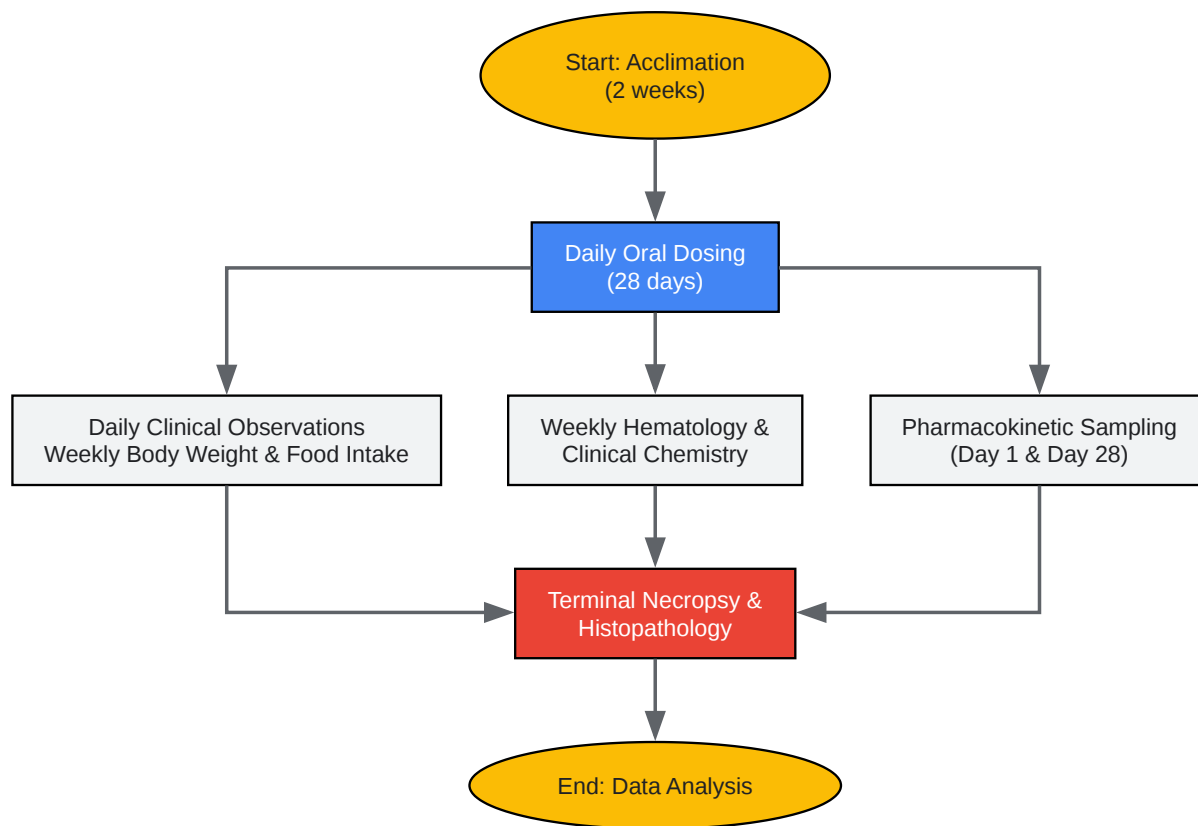 Start: Acclimation
(2 weeks)
Daily Oral Dosing
(28 days)
Daily Clinical Observations
Weekly Body Weight & Food Intake
Weekly Hematology &
Clinical Chemistry
Pharmacokinetic Sampling
(Day 1 & Day 28)
Terminal Necropsy &
Histopathology
End: Data Analysis